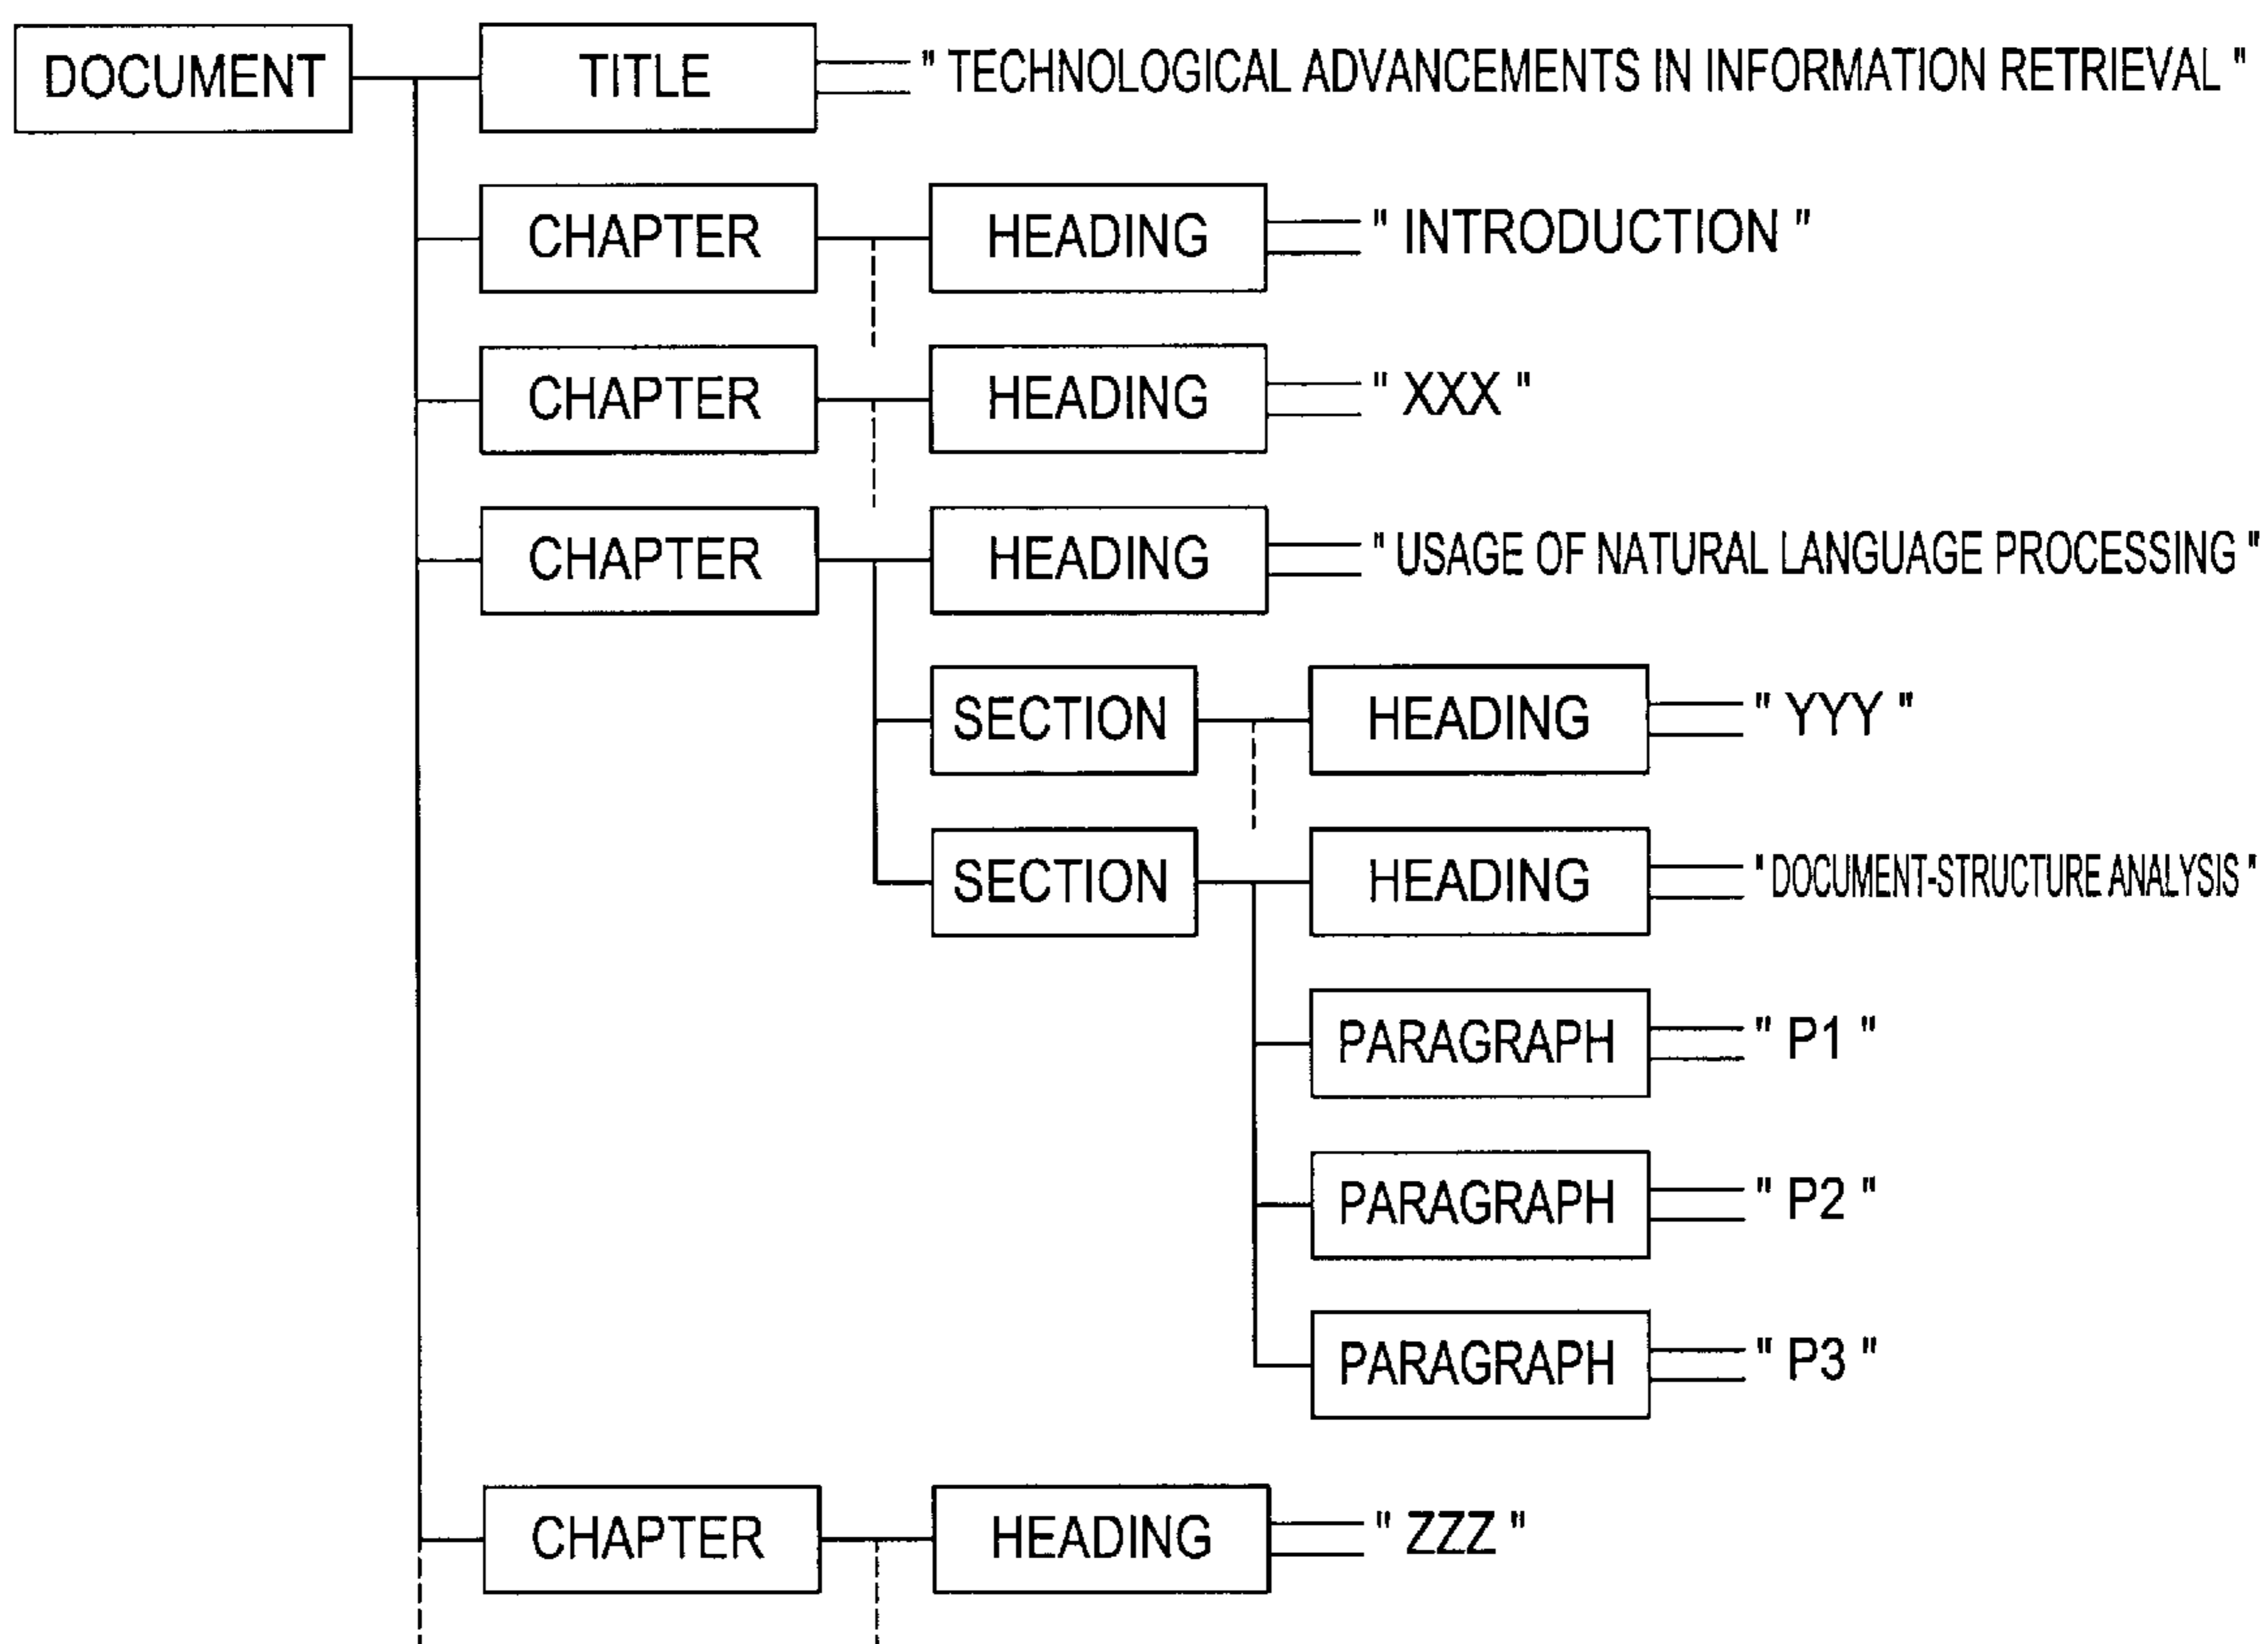 DOCUMENT TITLE " TECHNOLOGICAL ADVANCEMENTS IN INFORMATION RETRIEVAL "
CHAPTER HEADING " INTRODUCTION "
CHAPTER HEADING " XXX "
CHAPTER HEADING " USAGE OF NATURAL LANGUAGE PROCESSING "
SECTION HEADING " YYY "
SECTION HEADING " DOCUMENT-STRUCTURE ANALYSIS "
PARAGRAPH " P1 "
PARAGRAPH " P2 "
PARAGRAPH " P3 "
CHAPTER HEADING " ZZZ "